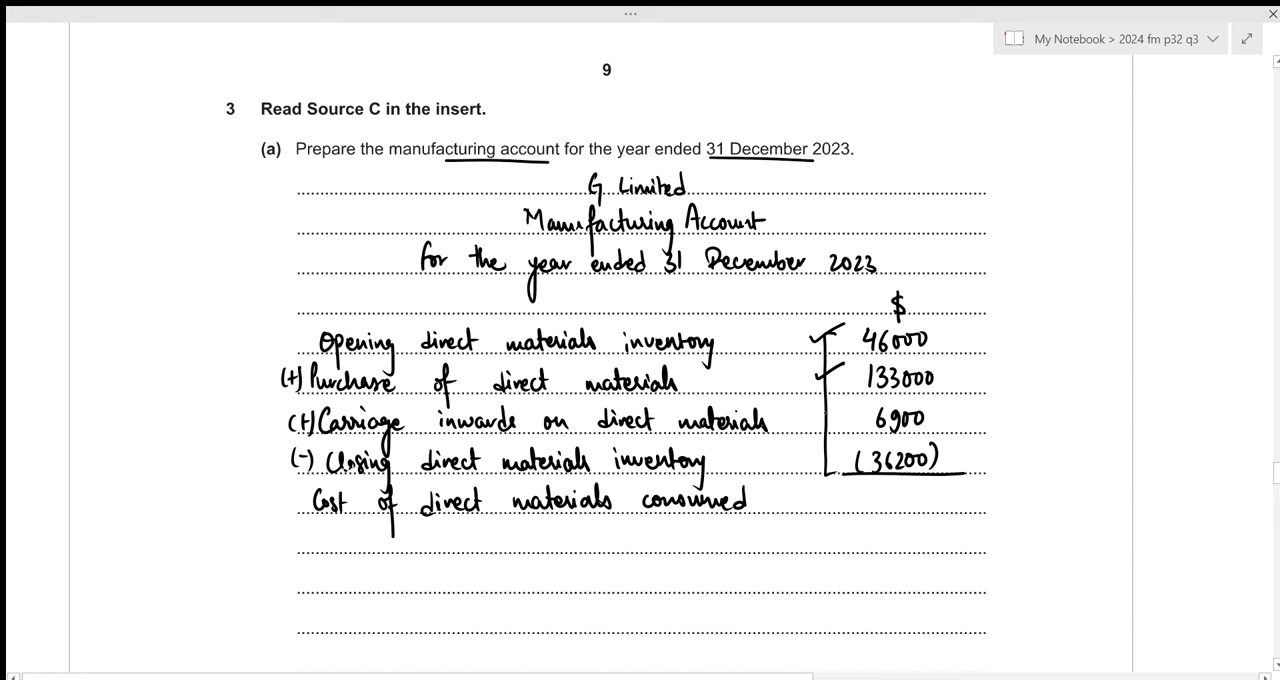 My Notebook > 2024 fm p32 q3
9
3 Read Source C in the insert.
(a) Prepare the manufacturing account for the year ended 31 December 2023.
G Limited
Manufacturing Account
for the year ended 31 December 2023
$
Opening direct materials inventory 46000
(+) Purchase of direct materials 133000
(+) Carriage inwards on direct materials 6900
(-) Closing direct materials inventory (36200)
Cost of direct materials consumed